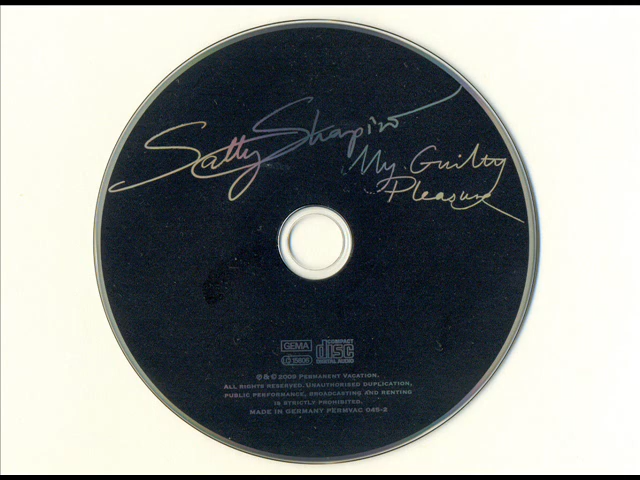 Sally Shapiro
My Guilty
Pleasure
GEMA
LC 15606
COMPACT
disc
DIGITAL AUDIO
℗ & © 2009 PERMANENT VACATION.
ALL RIGHTS RESERVED. UNAUTHORISED DUPLICATION,
PUBLIC PERFORMANCE, BROADCASTING AND RENTING
IS STRICTLY PROHIBITED.
MADE IN GERMANY PERMVAC 045-2